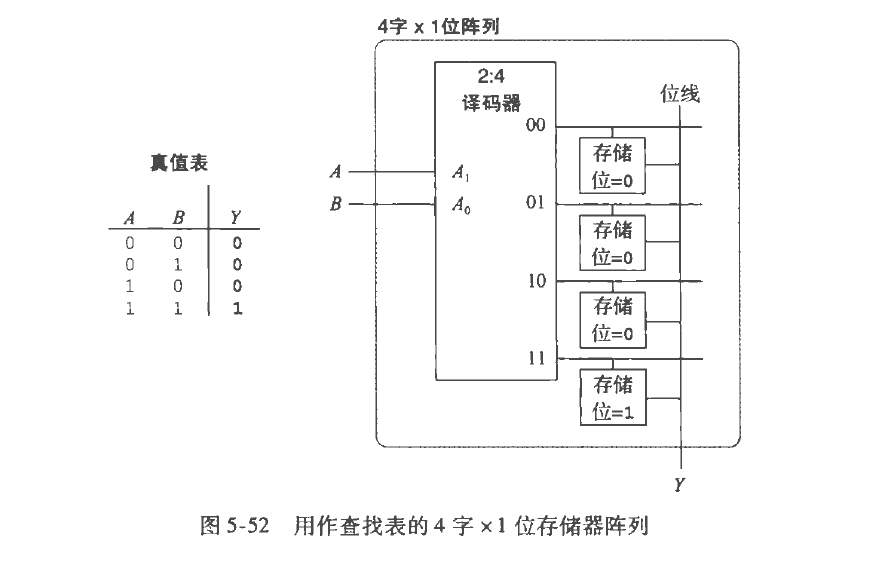 4字 x 1位阵列
2:4
译码器
位线
00
存储
位=0
真值表
A
A₁
B
A₀
01
存储
位=0
A B Y
0 0 0
0 1 0
1 0 0
1 1 1
10
存储
位=0
11
存储
位=1
Y
图 5-52 用作查找表的 4 字 ×1 位存储器阵列